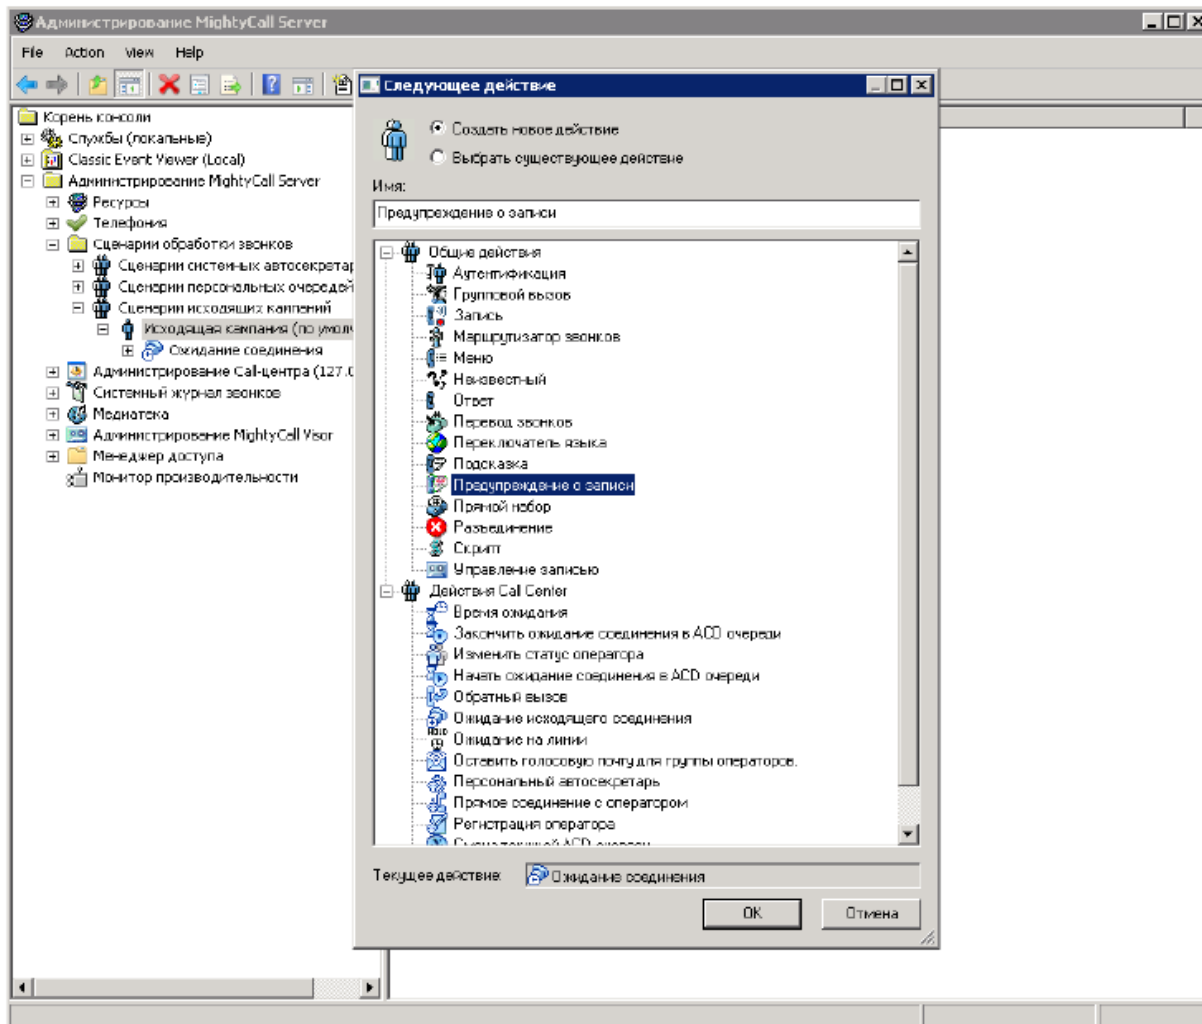 Администрирование MightyCall Server
File Action View Help
Следующее действие
Корень консоли
Службы (локальные)
Classic Event Viewer (Local)
Администрирование MightyCall Server
Ресурсы
Телефония
Сценарии обработки звонков
Сценарии системных автосекретар
Сценарии персональных очередей
Сценарии исходящих кампаний
Исходящая кампания (по умолч
Ожидание соединения
Администрирование Call-центра (127.0
Системный журнал звонков
Медиатека
Администрирование MightyCall Visor
Менеджер доступа
Монитор производительности
Создать новое действие
Выбрать существующее действие
Имя:
Предупреждение о записи
Общие действия
Аутентификация
Групповой вызов
Запись
Маршрутизатор звонков
Меню
Неизвестный
Ответ
Перевод звонков
Переключатель языка
Подсказка
Предупреждение о записи
Прямой набор
Разъединение
Скрипт
Управление записью
Действия Call Center
Время ожидания
Закончить ожидание соединения в ACD очереди
Изменить статус оператора
Начать ожидание соединения в ACD очереди
Обратный вызов
Ожидание исходящего соединения
Ожидание на линии
Оставить голосовую почту для группы операторов.
Персональный автосекретарь
Прямое соединение с оператором
Регистрация оператора
Текущее действие: Ожидание соединения
OK Отмена